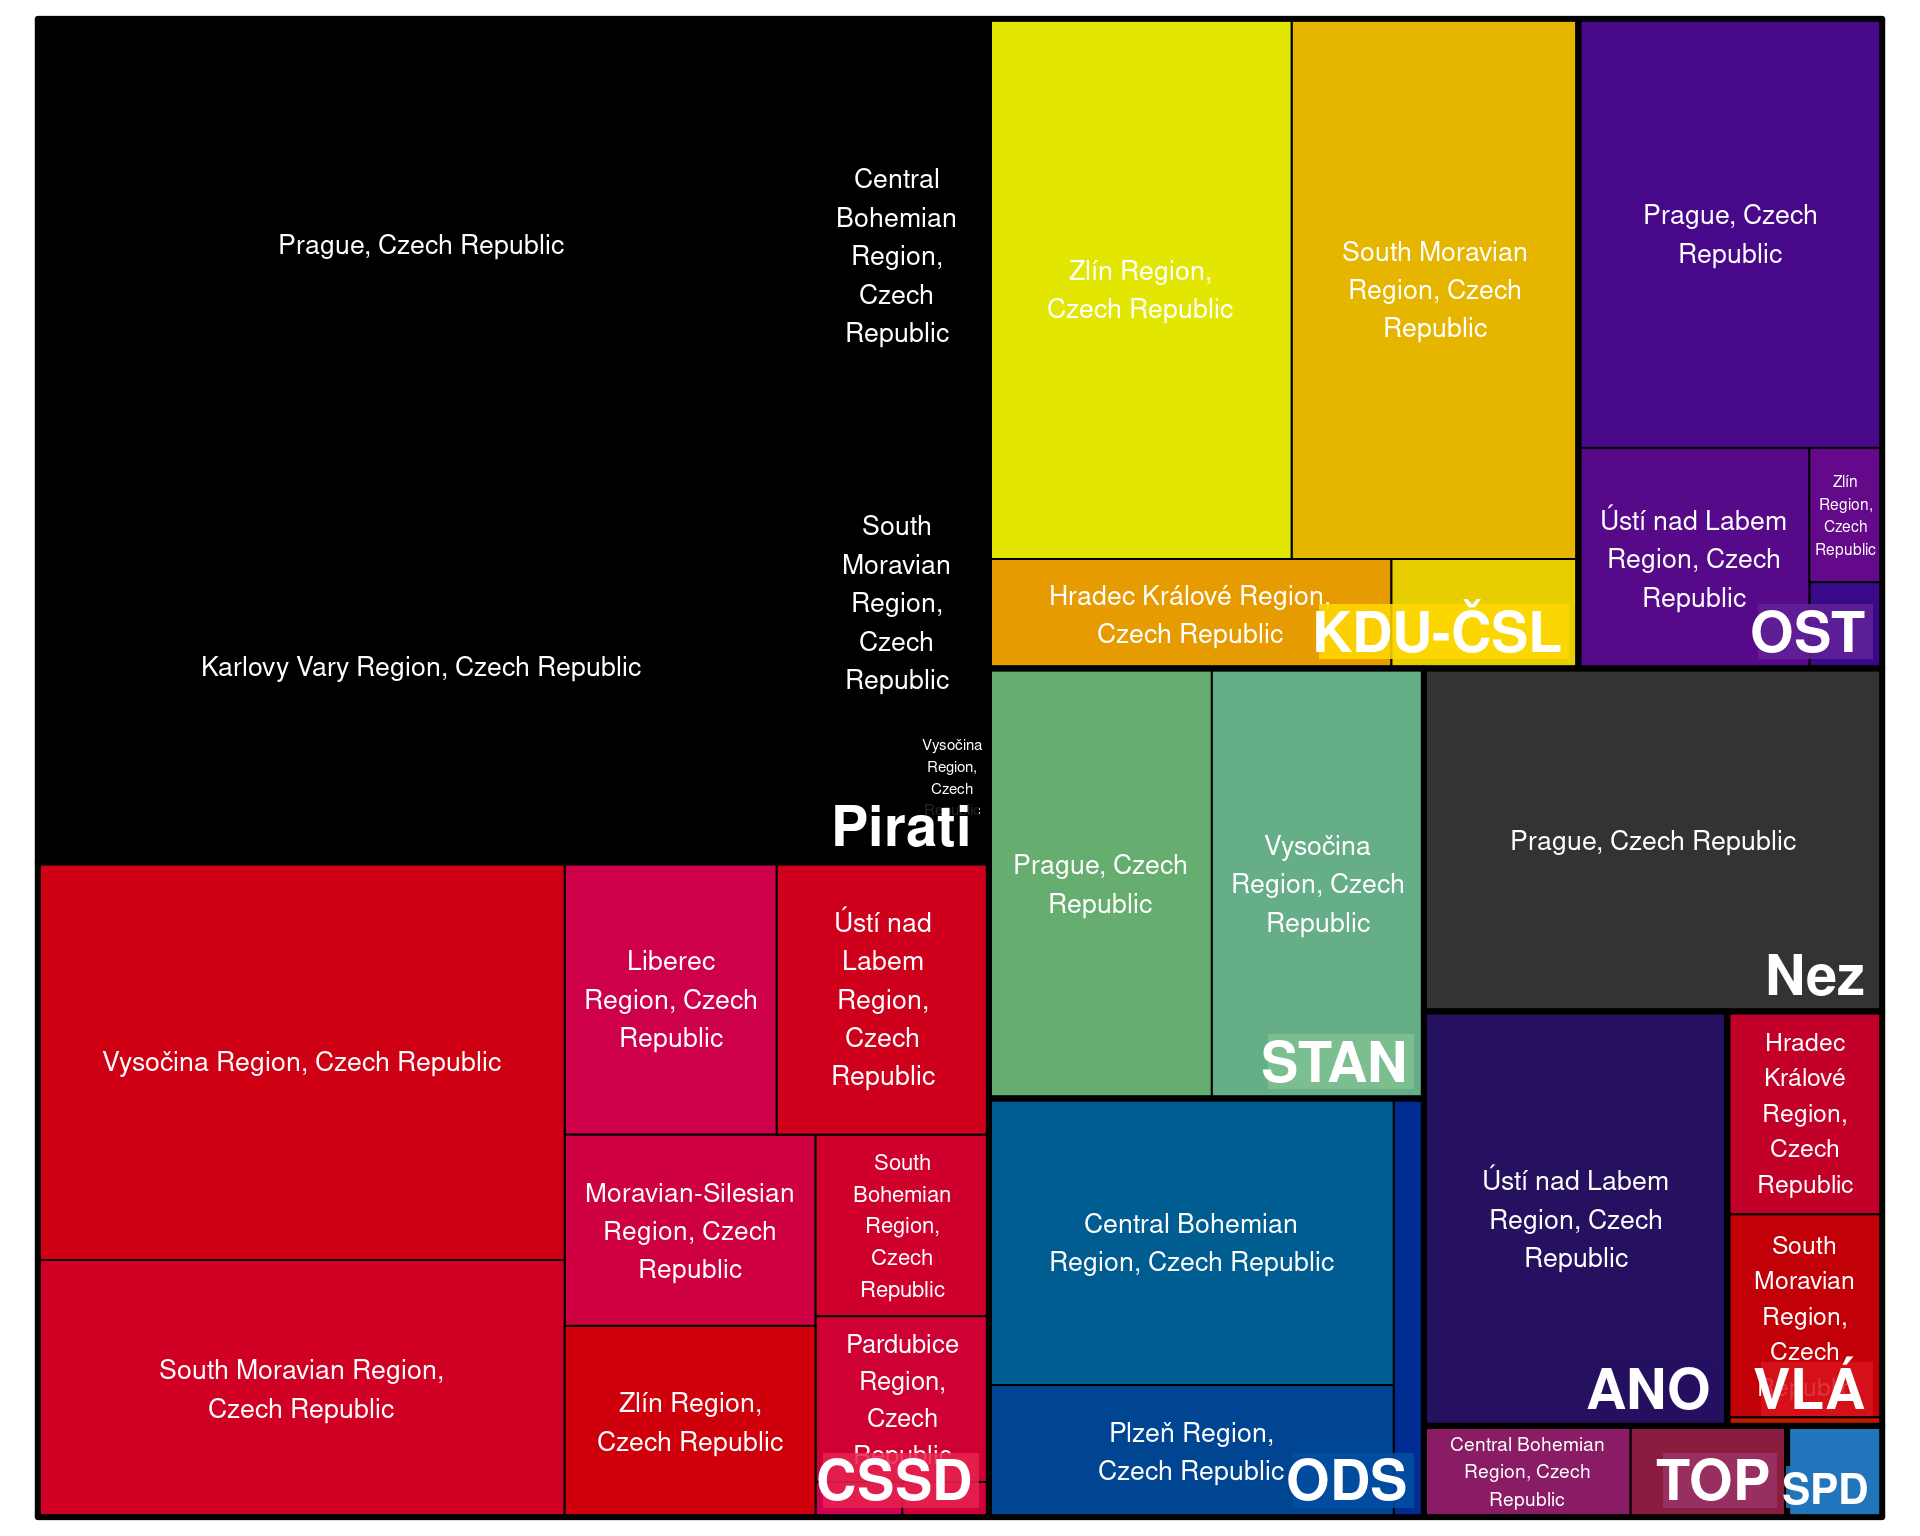 Prague, Czech Republic
Central
Bohemian
Region,
Czech
Republic
Karlovy Vary Region, Czech Republic
South
Moravian
Region,
Czech
Republic
Vysočina
Region,
Czech
Republic
Pirati
Vysočina Region, Czech Republic
South Moravian Region,
Czech Republic
Liberec
Region, Czech
Republic
Ústí nad
Labem
Region,
Czech
Republic
Moravian-Silesian
Region, Czech
Republic
South
Bohemian
Region,
Czech
Republic
Zlín Region,
Czech Republic
Pardubice
Region,
Czech
Republic
CSSD
Zlín Region,
Czech Republic
South Moravian
Region, Czech
Republic
Hradec Králové Region,
Czech Republic
KDU-ČSL
Prague, Czech
Republic
Ústí nad Labem
Region, Czech
Republic
Zlín
Region,
Czech
Republic
OST
Prague, Czech
Republic
Vysočina
Region, Czech
Republic
STAN
Prague, Czech Republic
Nez
Central Bohemian
Region, Czech Republic
Plzeň Region,
Czech Republic
ODS
Ústí nad Labem
Region, Czech
Republic
ANO
Hradec
Králové
Region,
Czech
Republic
South
Moravian
Region,
Czech
Republic
VLÁ
Central Bohemian
Region, Czech
Republic
TOP
SPD